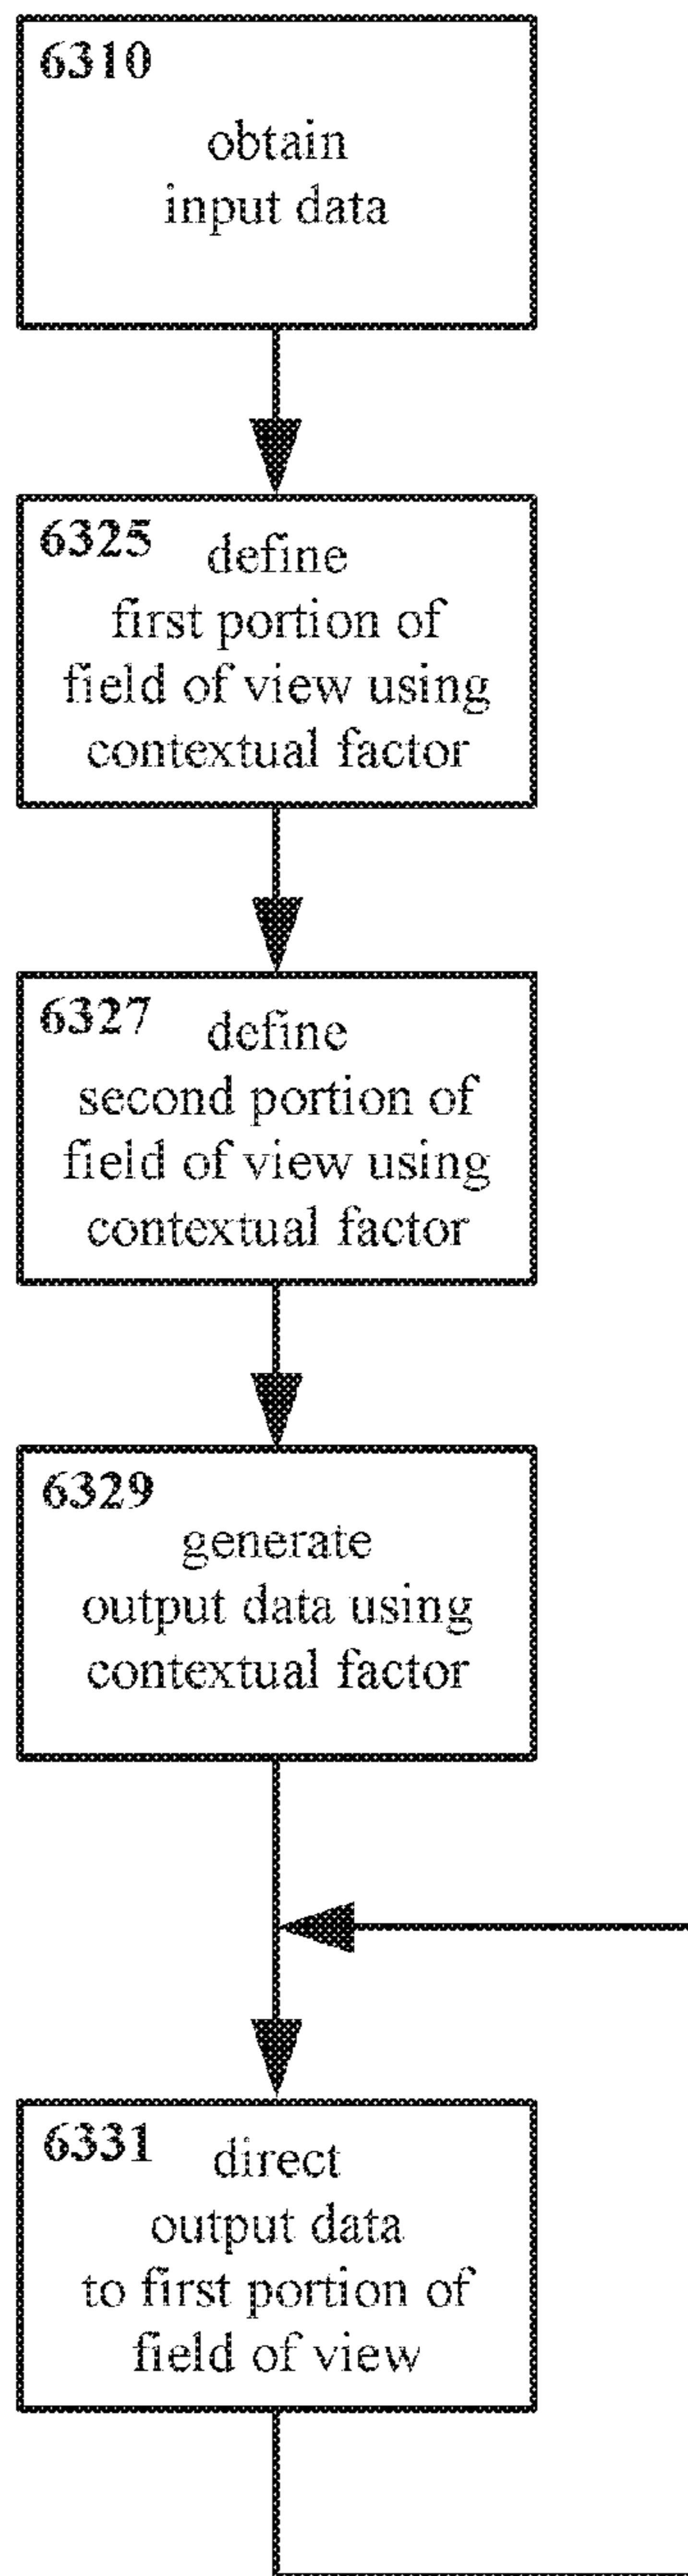 6310
obtain
input data
6325 define
first portion of
field of view using
contextual factor
6327 define
second portion of
field of view using
contextual factor
6329
generate
output data using
contextual factor
6331 direct
output data
to first portion of
field of view